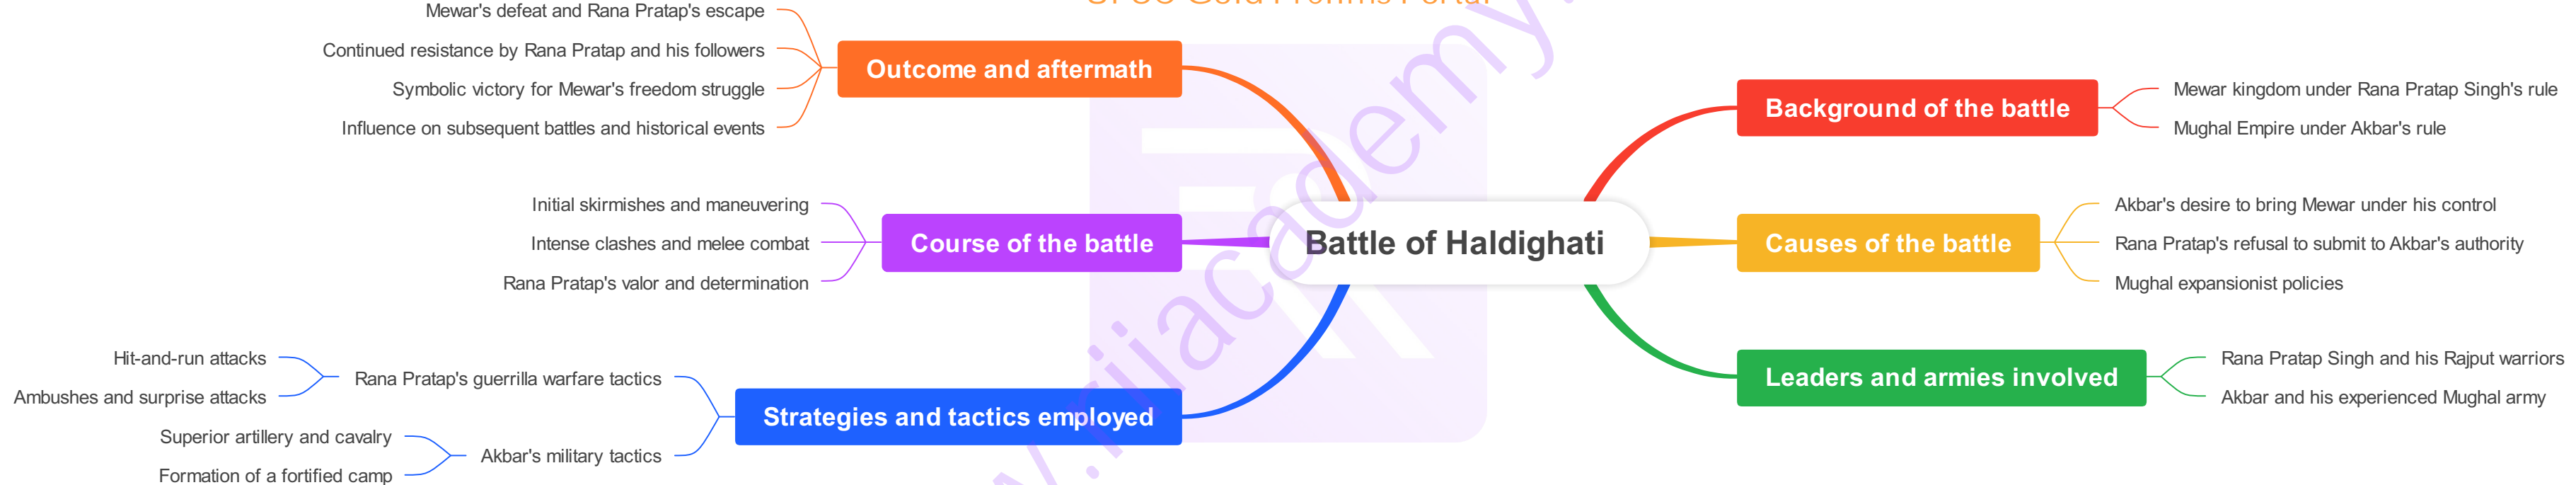 Battle of Haldighati
Background of the battle
Mewar kingdom under Rana Pratap Singh's rule
Mughal Empire under Akbar's rule
Causes of the battle
Akbar's desire to bring Mewar under his control
Rana Pratap's refusal to submit to Akbar's authority
Mughal expansionist policies
Leaders and armies involved
Rana Pratap Singh and his Rajput warriors
Akbar and his experienced Mughal army
Outcome and aftermath
Mewar's defeat and Rana Pratap's escape
Continued resistance by Rana Pratap and his followers
Symbolic victory for Mewar's freedom struggle
Influence on subsequent battles and historical events
Course of the battle
Initial skirmishes and maneuvering
Intense clashes and melee combat
Rana Pratap's valor and determination
Strategies and tactics employed
Rana Pratap's guerrilla warfare tactics
Hit-and-run attacks
Ambushes and surprise attacks
Akbar's military tactics
Superior artillery and cavalry
Formation of a fortified camp